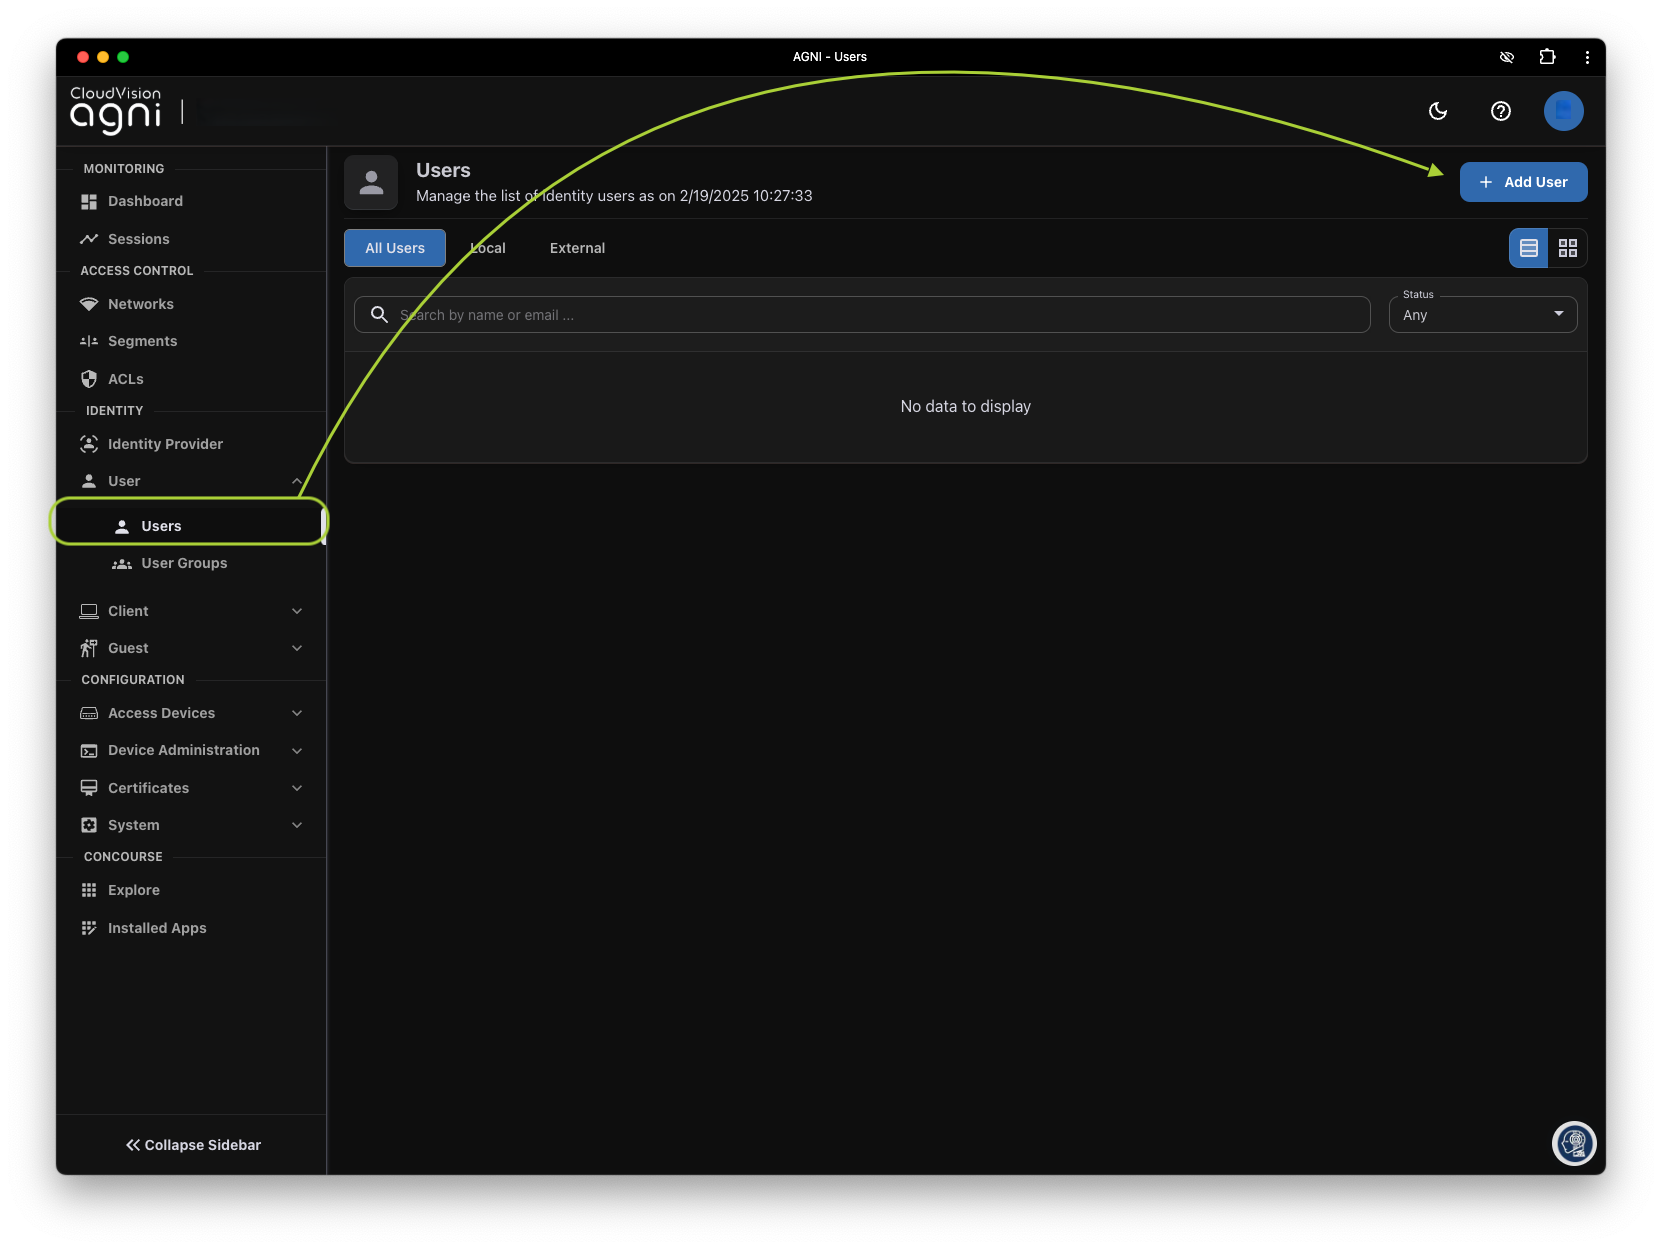 AGNI - Users
CloudVision
agni
MONITORING
Dashboard
Sessions
ACCESS CONTROL
Networks
Segments
ACLs
IDENTITY
Identity Provider
User
Users
User Groups
Client
Guest
CONFIGURATION
Access Devices
Device Administration
Certificates
System
CONCOURSE
Explore
Installed Apps
Collapse Sidebar
Users
Manage the list of identity users as on 2/19/2025 10:27:33
+ Add User
All Users Local External
Status
Search by name or email ... Any
No data to display